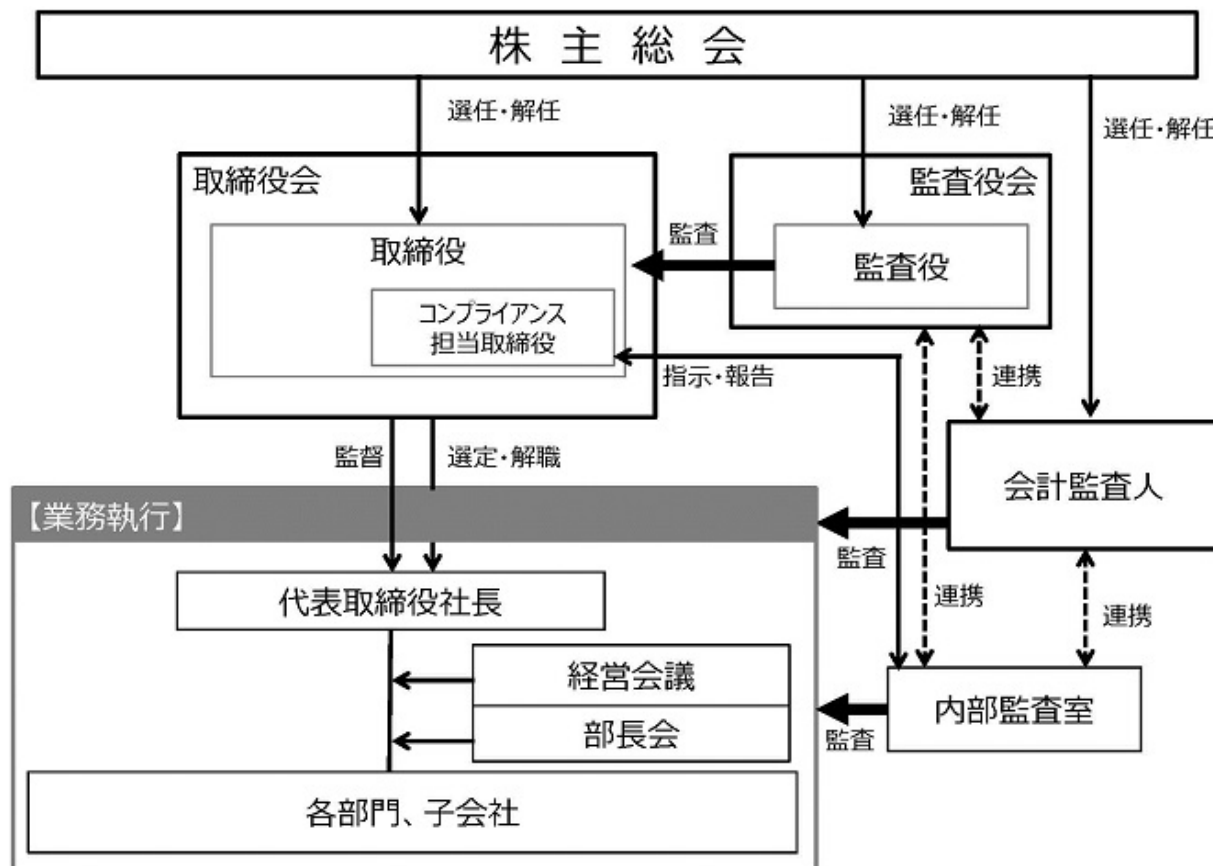 株主総会
選任・解任
選任・解任
選任・解任
取締役会
監査役会
取締役
監査
監査役
コンプライアンス
担当取締役
指示・報告
連携
監督
選定・解職
会計監査人
【業務執行】
監査
代表取締役社長
連携
連携
経営会議
内部監査室
部長会
監査
各部門、子会社